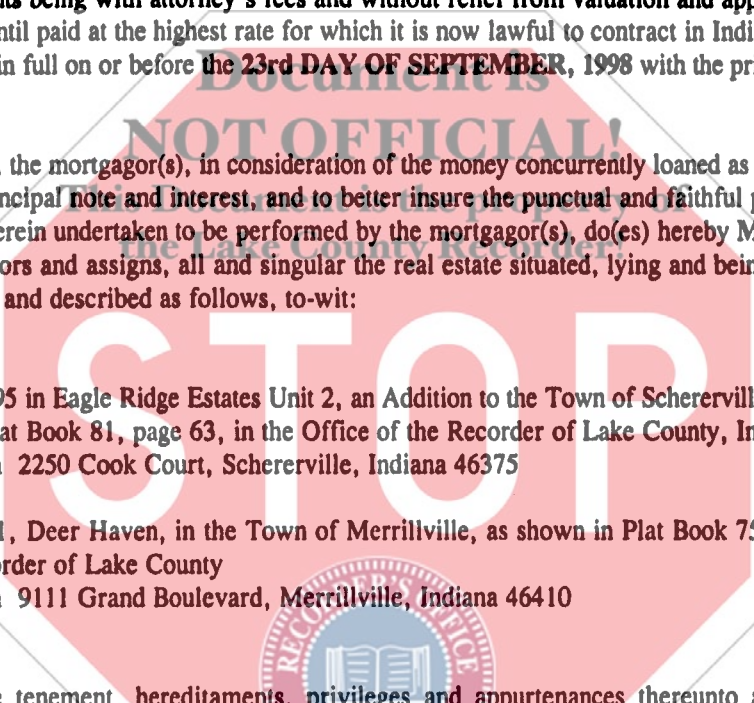 nts being with attorney's fees and without relief from valuation and app
ntil paid at the highest rate for which it is now lawful to contract in Indi
in full on or before the 23rd DAY OF SEPTEMBER, 1998 with the pri
Document is
NOT OFFICIAL!
, the mortgagor(s), in consideration of the money concurrently loaned as
ncipal note and interest, and to better insure the punctual and faithful p
This Document is the property of
erein undertaken to be performed by the mortgagor(s), do(es) hereby M
the Lake County Recorder!
ors and assigns, all and singular the real estate situated, lying and bein
and described as follows, to-wit:
STOP
95 in Eagle Ridge Estates Unit 2, an Addition to the Town of Scherervill
at Book 81, page 63, in the Office of the Recorder of Lake County, In
2250 Cook Court, Schererville, Indiana 46375
1, Deer Haven, in the Town of Merrillville, as shown in Plat Book 75
order of Lake County
9111 Grand Boulevard, Merrillville, Indiana 46410
RECORDER'S OFFICE
e tenement, hereditaments, privileges and appurtenances thereunto a